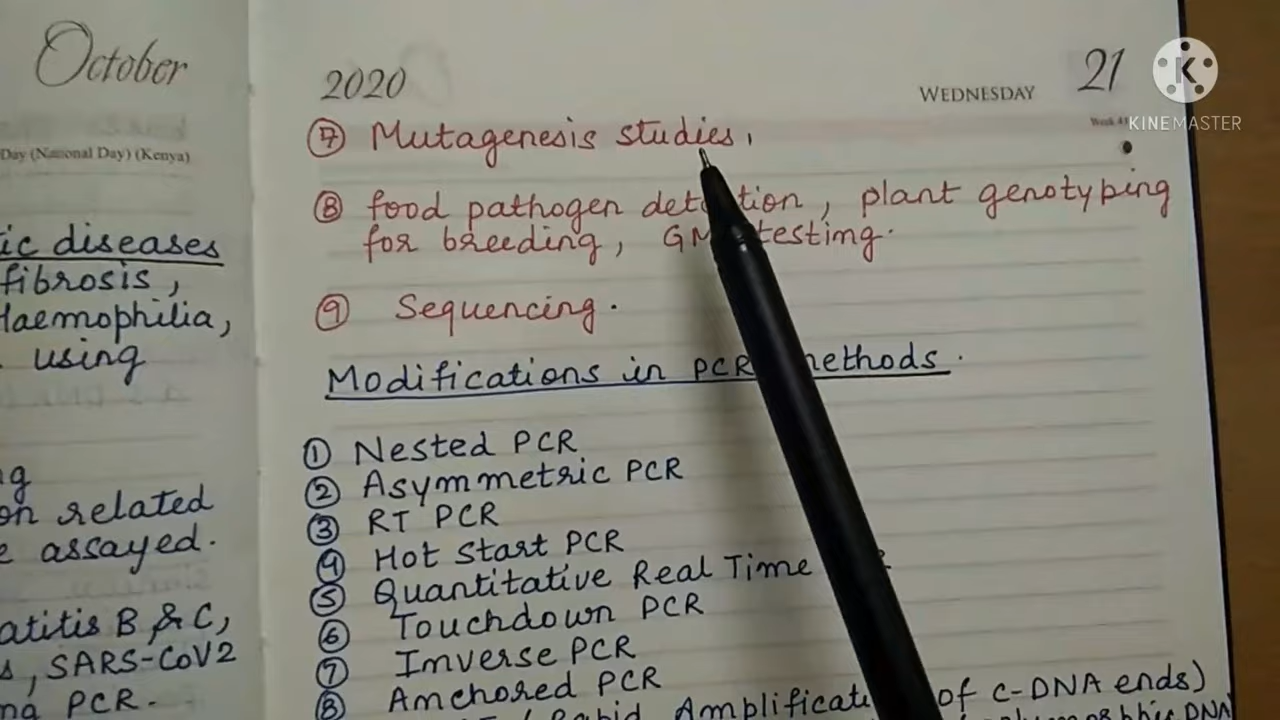 October
Day (National Day) (Kenya)
ic diseases
fibrosis,
Haemophilia,
using
on related
assayed.
atitis B & C,
SARS-CoV2
PCR.
2020
WEDNESDAY 21
KINEMASTER
⑦ Mutagenesis studies,
⑧ food pathogen detction, plant genotyping
for breeding, GM testing.
⑨ Sequencing.
Modifications in PCR methods.
① Nested PCR
② Asymmetric PCR
③ RT PCR
④ Hot Start PCR
⑤ Quantitative Real Time
⑥ Touchdown PCR
⑦ Inverse PCR
⑧ Anchored PCR
Rapid Amplificati of C-DNA ends)